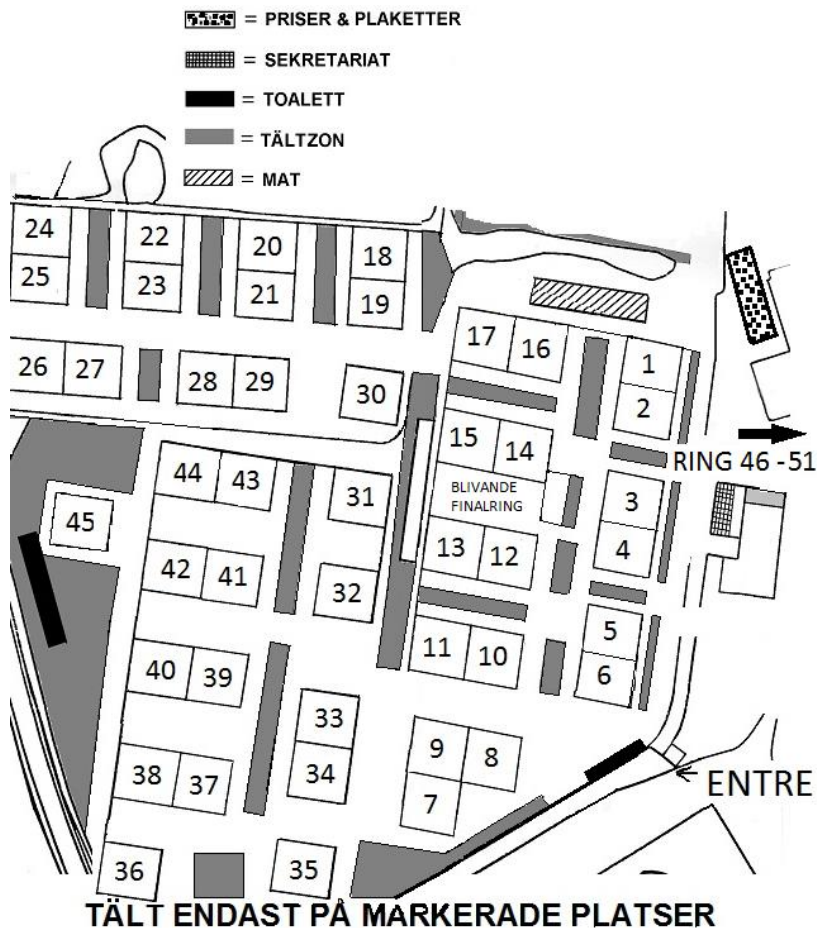 = PRISER & PLAKETTER
= SEKRETARIAT
= TOALETT
= TÄLTZON
= MAT
24 22 20 18
25 23 21 19
17 16 1
26 27 28 29 30 2
15 14
RING 46 -51
44 43 31 BLIVANDE
FINALRING 3
45
13 12 4
42 41 32
5
11 10 6
40 39
33
9 8
38 37 34
7
ENTRE
36 35
TÄLT ENDAST PÅ MARKERADE PLATSER